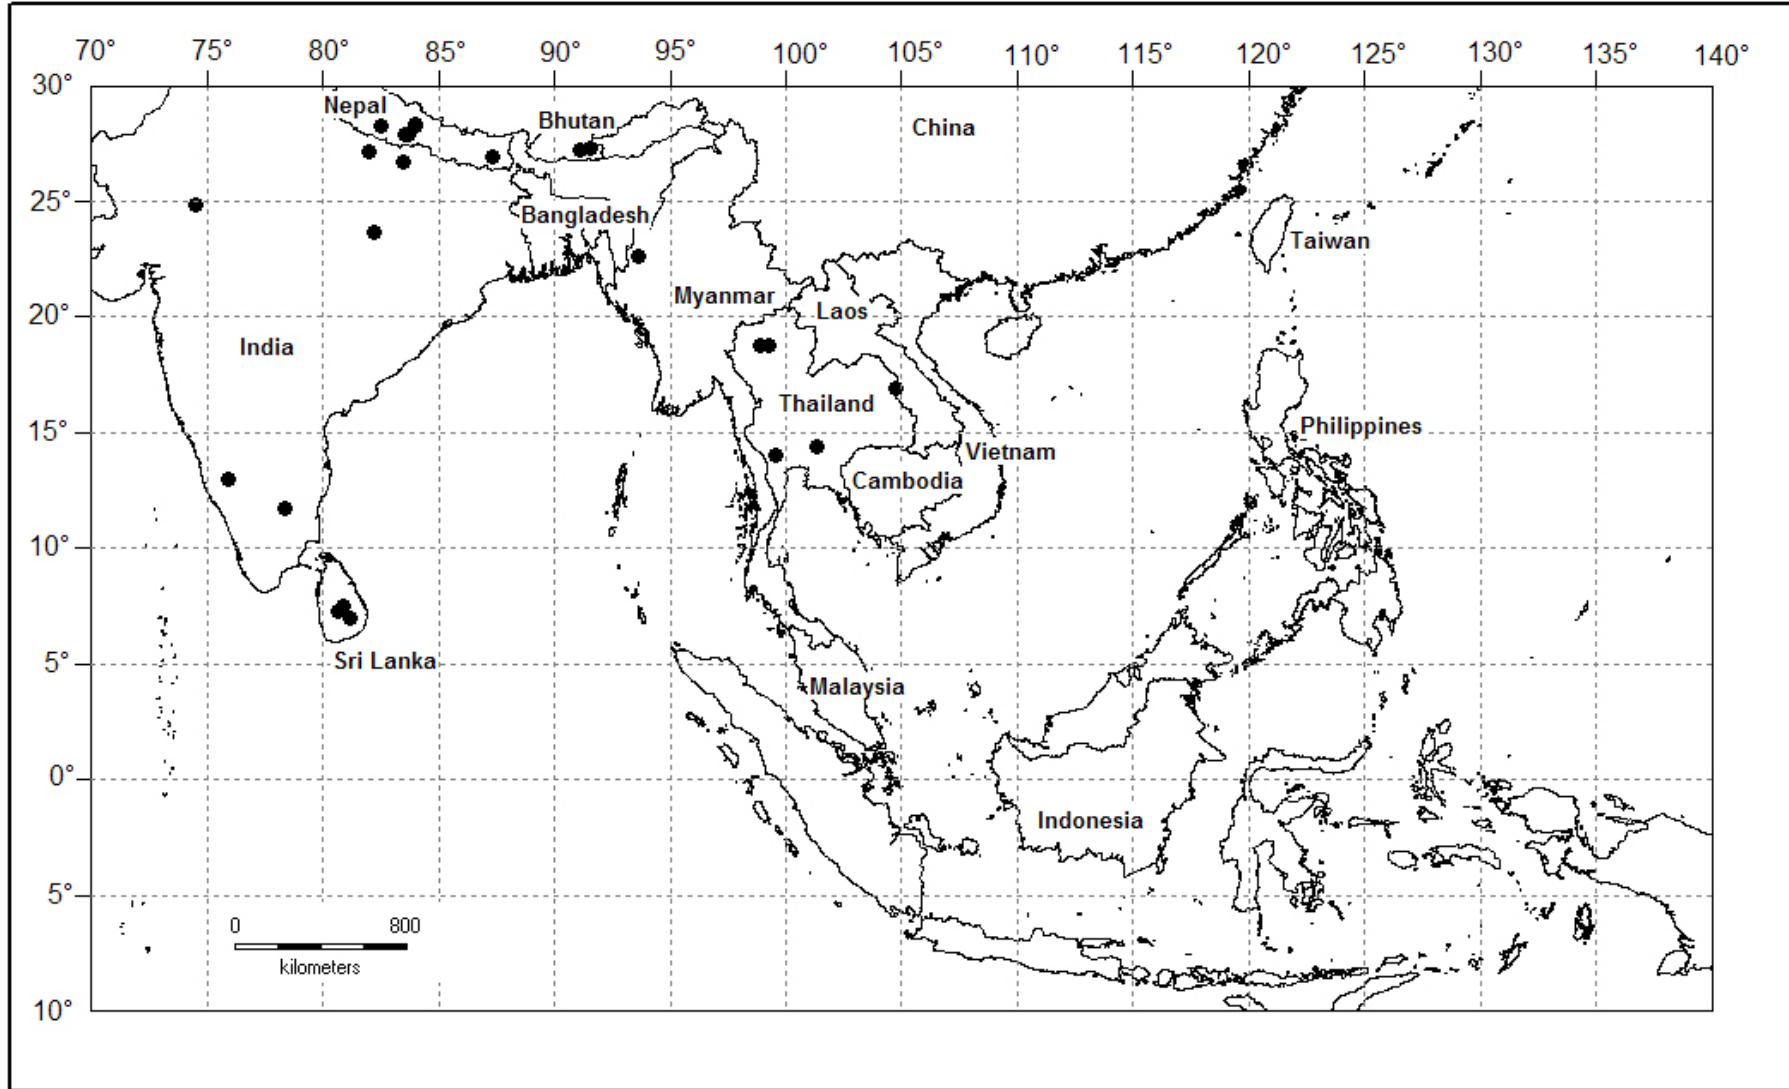 70° 75° 80° 85° 90° 95° 100° 105° 110° 115° 120° 125° 130° 135° 140°
30°
Nepal
Bhutan
China
25°
Bangladesh
Taiwan
Myanmar
20°
Laos
India
Thailand
15°
Philippines
Vietnam
Cambodia
10°
5°
Sri Lanka
Malaysia
0°
Indonesia
5°
0 800
kilometers
10°